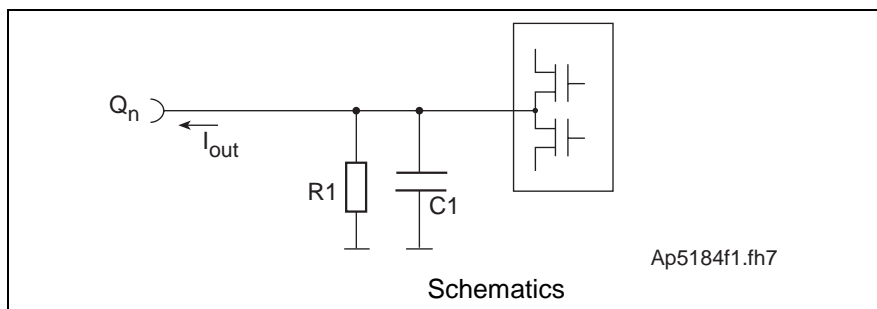 Qn
Iout
R1
C1
Ap5184f1.fh7
Schematics